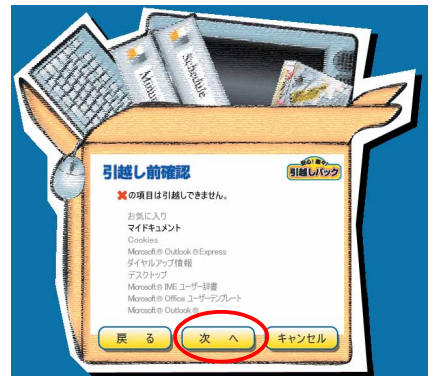 Minutes
Schedule
引越し前確認
安心!乗り!
引越しパック
✖の項目は引越しできません。
お気に入り
マイドキュメント
Cookies
Microsoft® Outlook®Express
ダイヤルアップ情報
デスクトップ
Microsoft® IME ユーザー辞書
Microsoft® Office ユーザーテンプレート
Microsoft® Outlook®
戻 る
次 へ
キャンセル